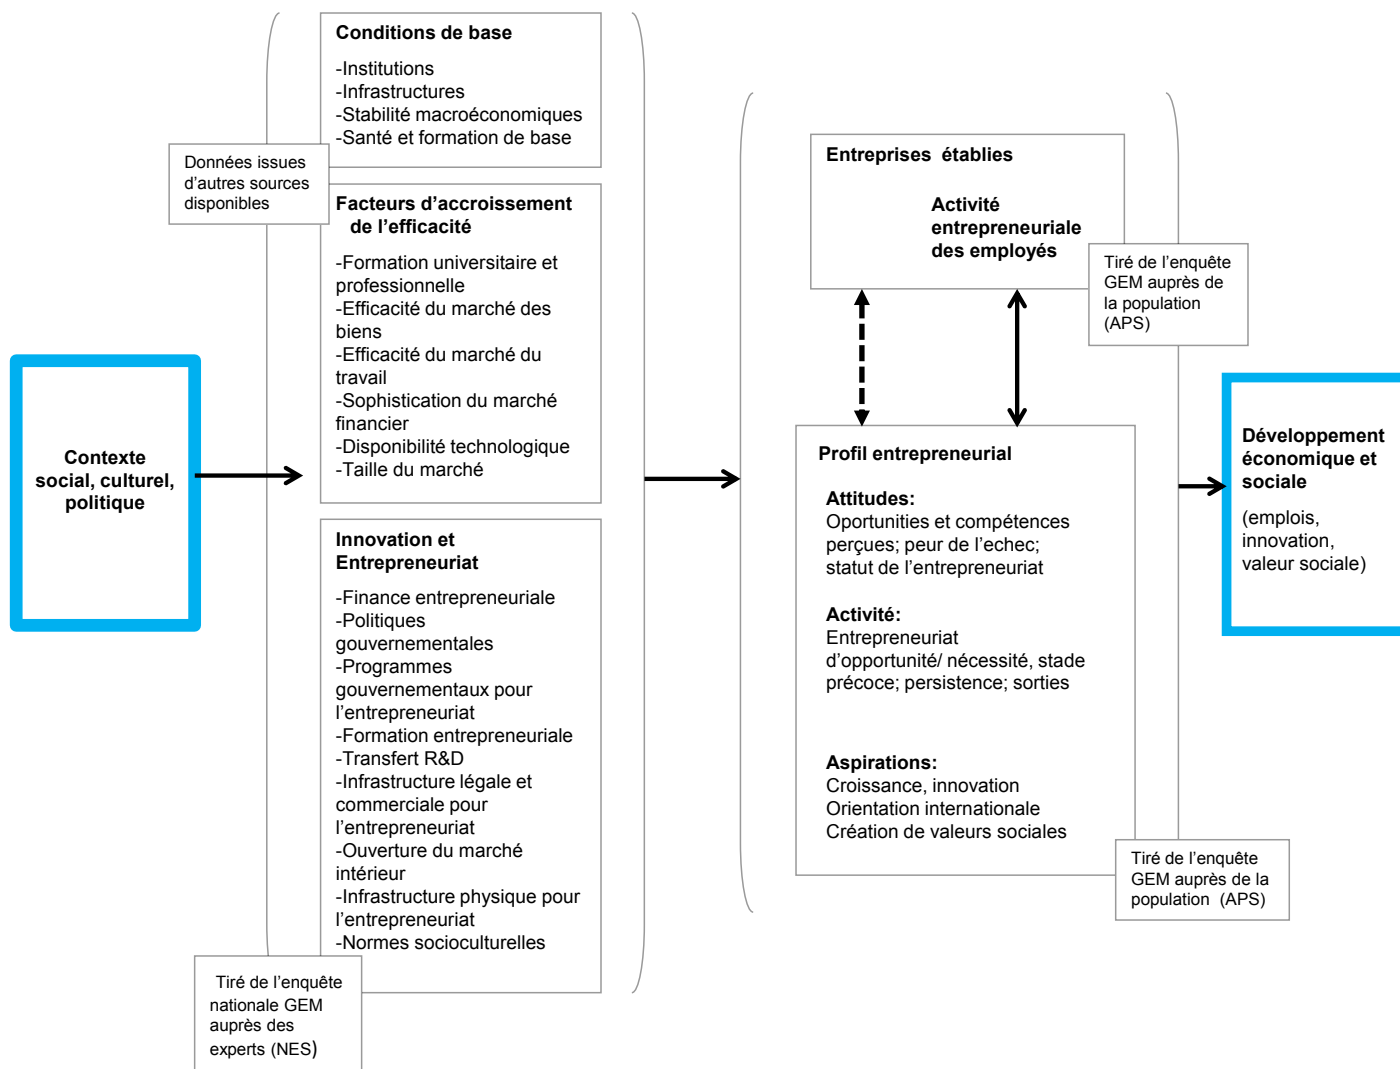 Contexte
social, culturel,
politique
Conditions de base
-Institutions
-Infrastructures
-Stabilité macroéconomiques
-Santé et formation de base
Données issues
d’autres sources
disponibles
Facteurs d’accroissement
de l’efficacité
-Formation universitaire et
professionnelle
-Efficacité du marché des
biens
-Efficacité du marché du
travail
-Sophistication du marché
financier
-Disponibilité technologique
-Taille du marché
Innovation et
Entrepreneuriat
-Finance entrepreneuriale
-Politiques
gouvernementales
-Programmes
gouvernementaux pour
l’entrepreneuriat
-Formation entrepreneuriale
-Transfert R&D
-Infrastructure légale et
commerciale pour
l’entrepreneuriat
-Ouverture du marché
intérieur
-Infrastructure physique pour
l’entrepreneuriat
-Normes socioculturelles
Tiré de l’enquête
nationale GEM
auprès des
experts (NES)
Entreprises établies
Activité
entrepreneuriale
des employés
Tiré de l’enquête
GEM auprès de
la population
(APS)
Profil entrepreneurial
Attitudes:
Oportunities et compétences
perçues; peur de l’echec;
statut de l’entrepreneuriat
Activité:
Entrepreneuriat
d’opportunité/ nécessité, stade
précoce; persistence; sorties
Aspirations:
Croissance, innovation
Orientation internationale
Création de valeurs sociales
Tiré de l’enquête
GEM auprès de la
population (APS)
Développement
économique et
sociale
(emplois,
innovation,
valeur sociale)